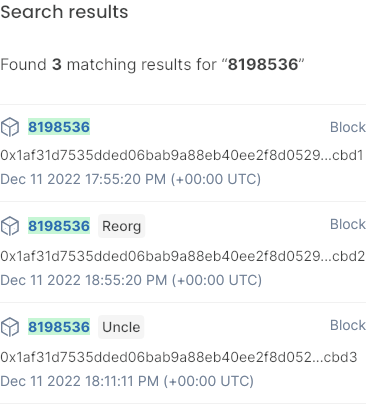 Search results
Found 3 matching results for “8198536”
8198536 Block
0x1af31d7535dded06bab9a88eb40ee2f8d0529...cbd1
Dec 11 2022 17:55:20 PM (+00:00 UTC)
8198536 Reorg Block
0x1af31d7535dded06bab9a88eb40ee2f8d0529...cbd2
Dec 11 2022 18:55:20 PM (+00:00 UTC)
8198536 Uncle Block
0x1af31d7535dded06bab9a88eb40ee2f8d052...cbd3
Dec 11 2022 18:11:11 PM (+00:00 UTC)